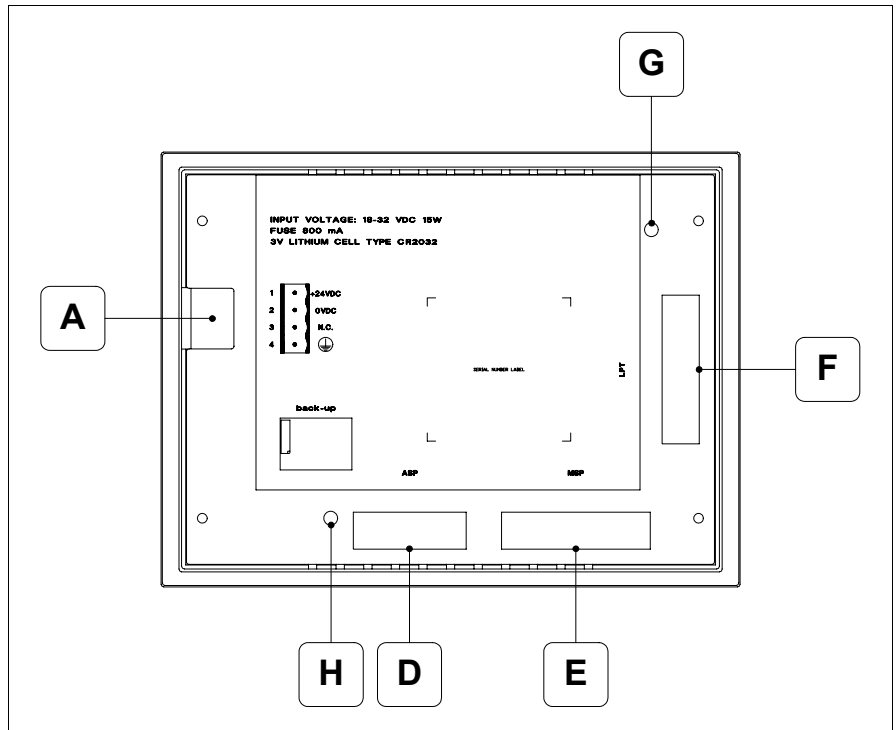 G
INPUT VOLTAGE: 18-32 VDC 15W
FUSE 800 mA
3V LITHIUM CELL TYPE CR2032
1 +24VDC
2 0VDC
3 N.C.
4
A
SERIAL NUMBER LABEL
LPT
F
back-up
ASP
MSP
H
D
E